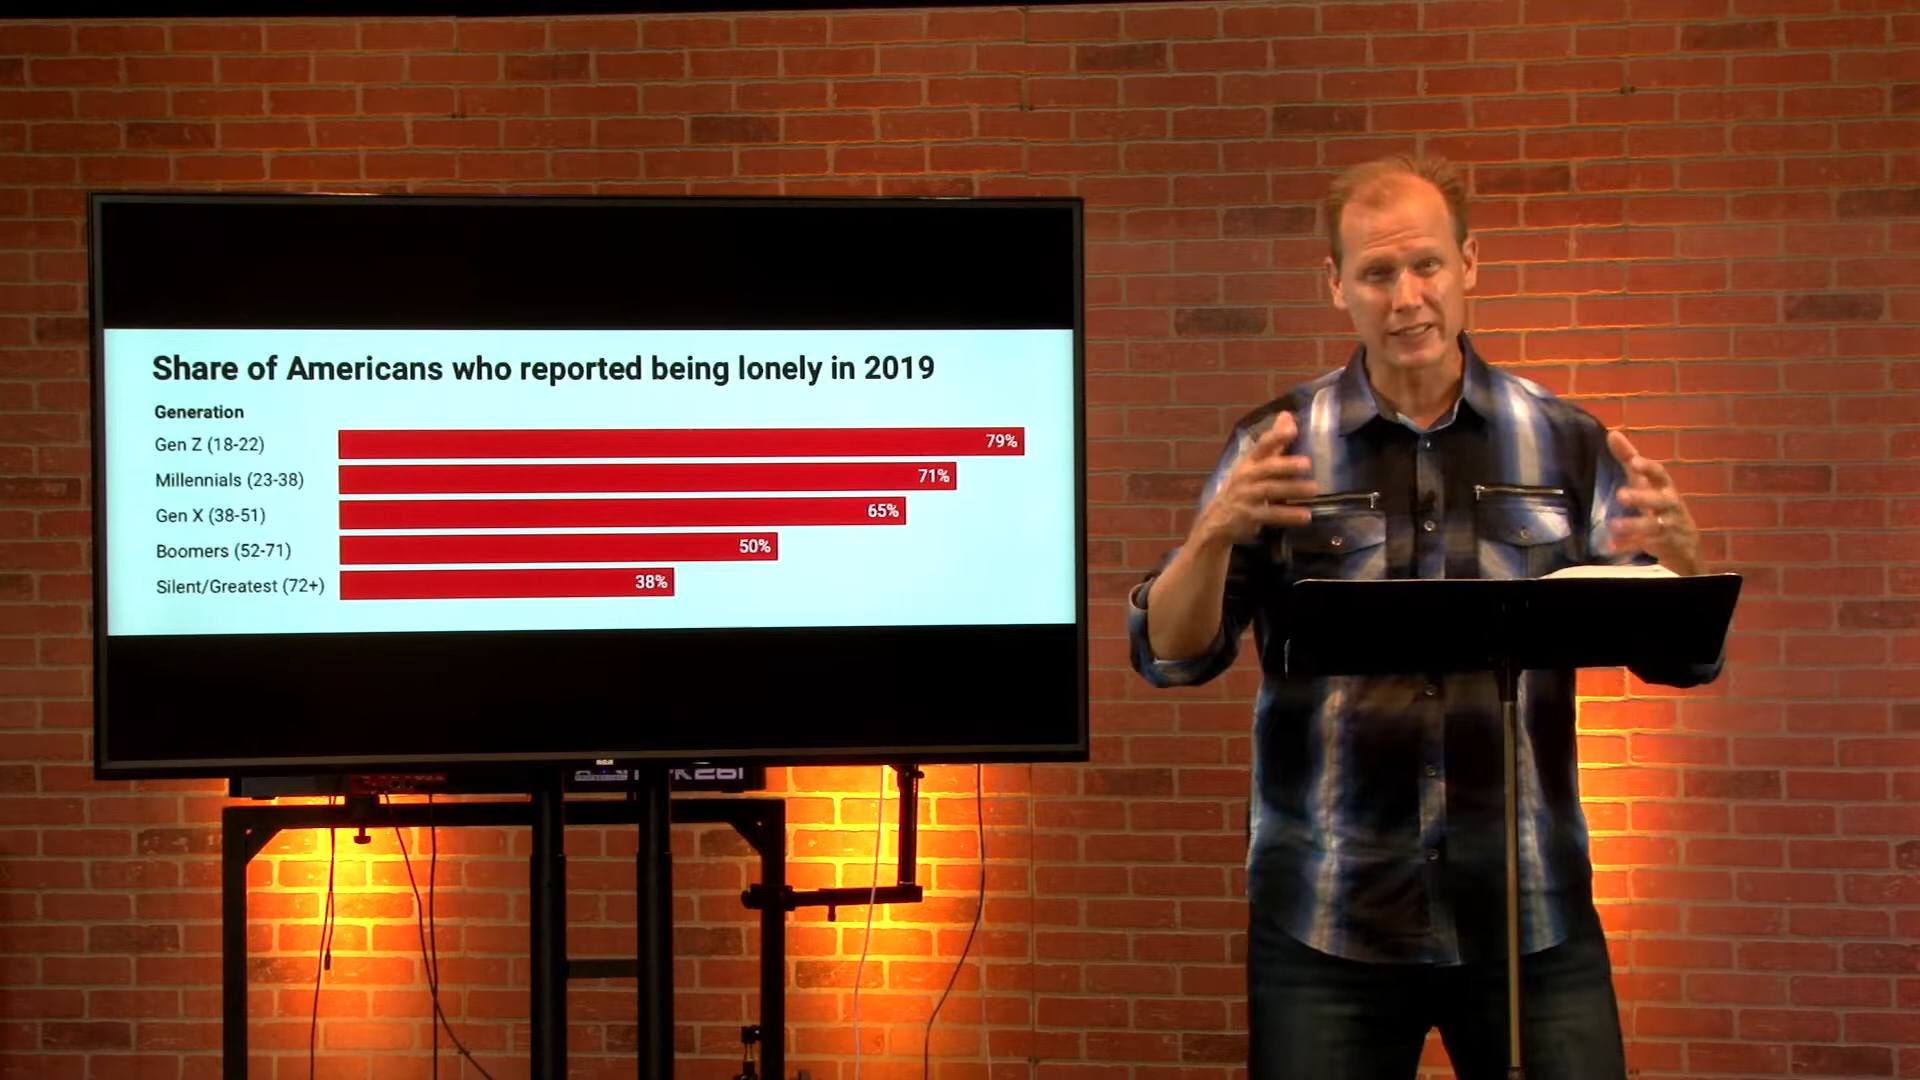 Share of Americans who reported being lonely in 2019
Generation
Gen Z (18-22) 79%
Millennials (23-38) 71%
Gen X (38-51) 65%
Boomers (52-71) 50%
Silent/Greatest (72+) 38%